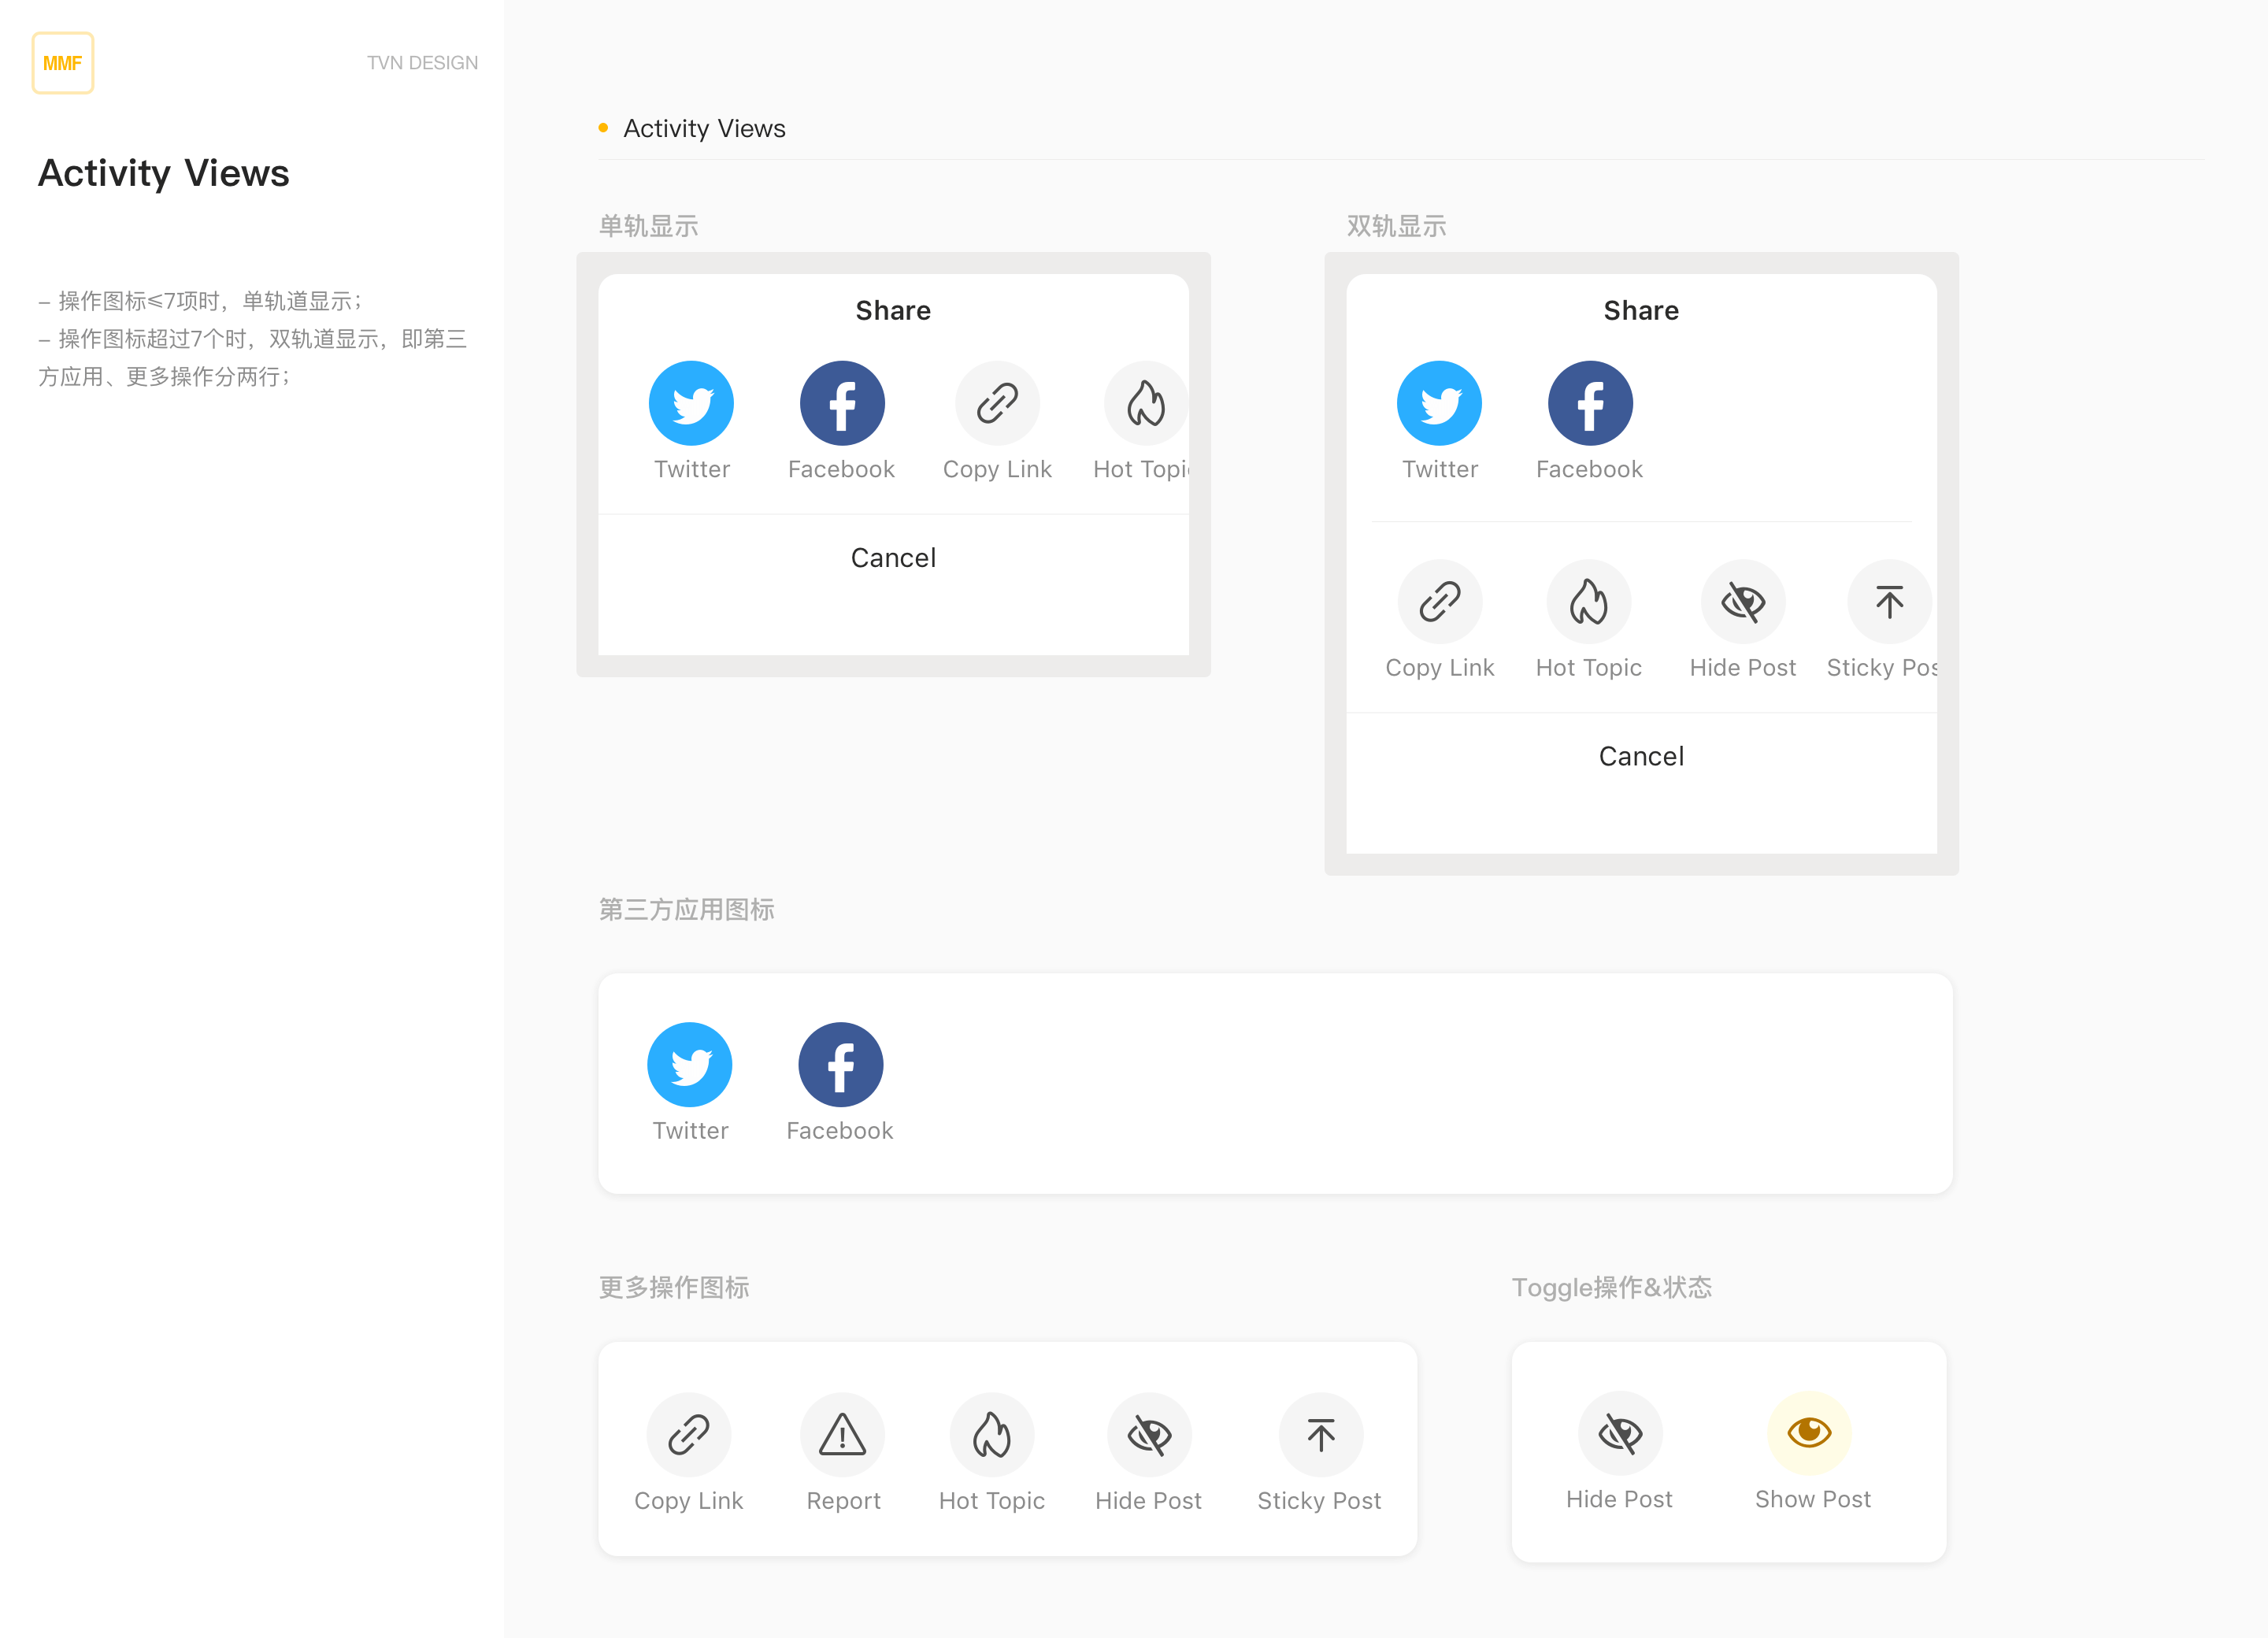 MMF
TVN DESIGN
Activity Views
– 操作图标≤7项时，单轨道显示；
– 操作图标超过7个时，双轨道显示，即第三
方应用、更多操作分两行；
Activity Views
单轨显示
Share
Twitter
Facebook
Copy Link
Hot Topi
Cancel
双轨显示
Share
Twitter
Facebook
Copy Link
Hot Topic
Hide Post
Sticky Pos
Cancel
第三方应用图标
Twitter
Facebook
更多操作图标
Copy Link
Report
Hot Topic
Hide Post
Sticky Post
Toggle操作&状态
Hide Post
Show Post